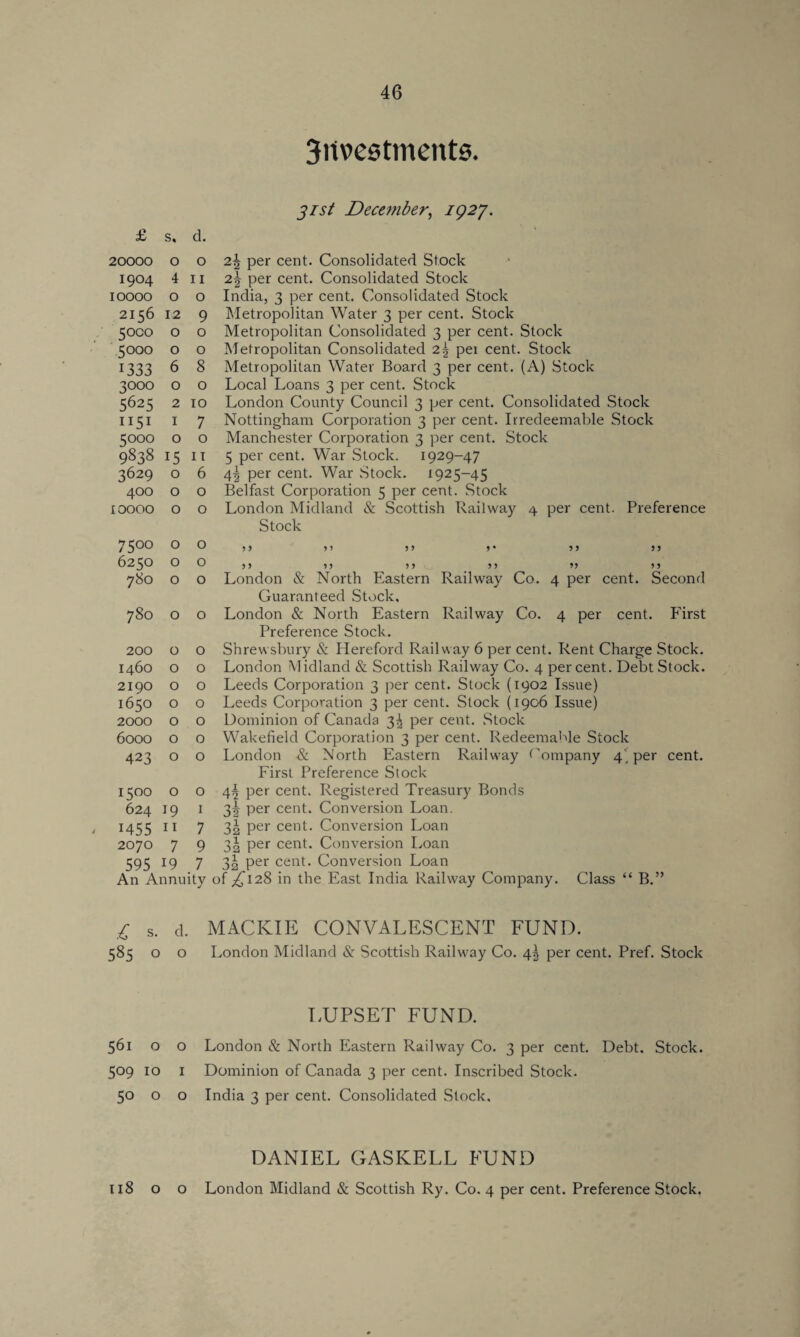 46
Investments.
31st December, 1927.
£ s. d.
20000 0 0 2½ per cent. Consolidated Stock
1904 4 11 2½ per cent. Consolidated Stock
10000 0 0 India, 3 per cent. Consolidated Stock
2156 12 9 Metropolitan Water 3 per cent. Stock
5000 0 0 Metropolitan Consolidated 3 per cent. Stock
5000 0 0 Metropolitan Consolidated 2½ per cent. Stock
1333 6 8 Metropolitan Water Board 3 per cent. (A) Stock
3000 0 0 Local Loans 3 per cent. Stock
5625 2 10 London County Council 3 per cent. Consolidated Stock
1151 1 7 Nottingham Corporation 3 per cent. Irredeemable Stock
5000 0 0 Manchester Corporation 3 per cent. Stock
9838 15 11 5 per cent. War Stock. 1929-47
3629 0 6 4½ per cent. War Stock. 1925-45
400 0 0 Belfast Corporation 5 per cent. Stock
10000 0 0 London Midland & Scottish Railway 4 per cent. Preference
Stock
7500 0 0 ,, ,, ,, ,, ,, ,,
6250 0 0 ,, ,, ,, ,, ,, ,,
780 0 0 London & North Eastern Railway Co. 4 per cent. Second
Guaranteed Stock.
780 0 0 London & North Eastern Railway Co. 4 per cent. First
Preference Stock.
200 0 0 Shrewsbury & Hereford Railway 6 per cent. Rent Charge Stock.
1460 0 0 London Midland & Scottish Railway Co. 4 per cent. Debt Stock.
2190 0 0 Leeds Corporation 3 per cent. Stock (1902 Issue)
1650 0 0 Leeds Corporation 3 per cent. Stock (1906 Issue)
2000 0 0 Dominion of Canada 3½ per cent. Stock
6000 0 0 Wakefield Corporation 3 per cent. Redeemable Stock
423 0 0 London & North Eastern Railway Company 4 per cent.
First Preference Stock
1500 0 0 4½ per cent. Registered Treasury Bonds
624 19 1 3½ per cent. Conversion Loan.
1455 11 7 3½ per cent. Conversion Loan
2070 7 9 3½ per cent. Conversion Loan
595 19 7 3½ per cent. Conversion Loan
An Annuity of £128 in the East India Railway Company. Class “ B.”
£ s. d. MACKIE CONVALESCENT FUND.
585 0 0 London Midland & Scottish Railway Co. 4½ per cent. Pref. Stock
LUPSET FUND.
561 0 0 London & North Eastern Railway Co. 3 per cent. Debt. Stock.
509 10 1 Dominion of Canada 3 per cent. Inscribed Stock.
50 0 0 India 3 per cent. Consolidated Stock.
DANIEL GASKELL FUND
118 0 0 London Midland & Scottish Ry. Co. 4 per cent. Preference Stock.